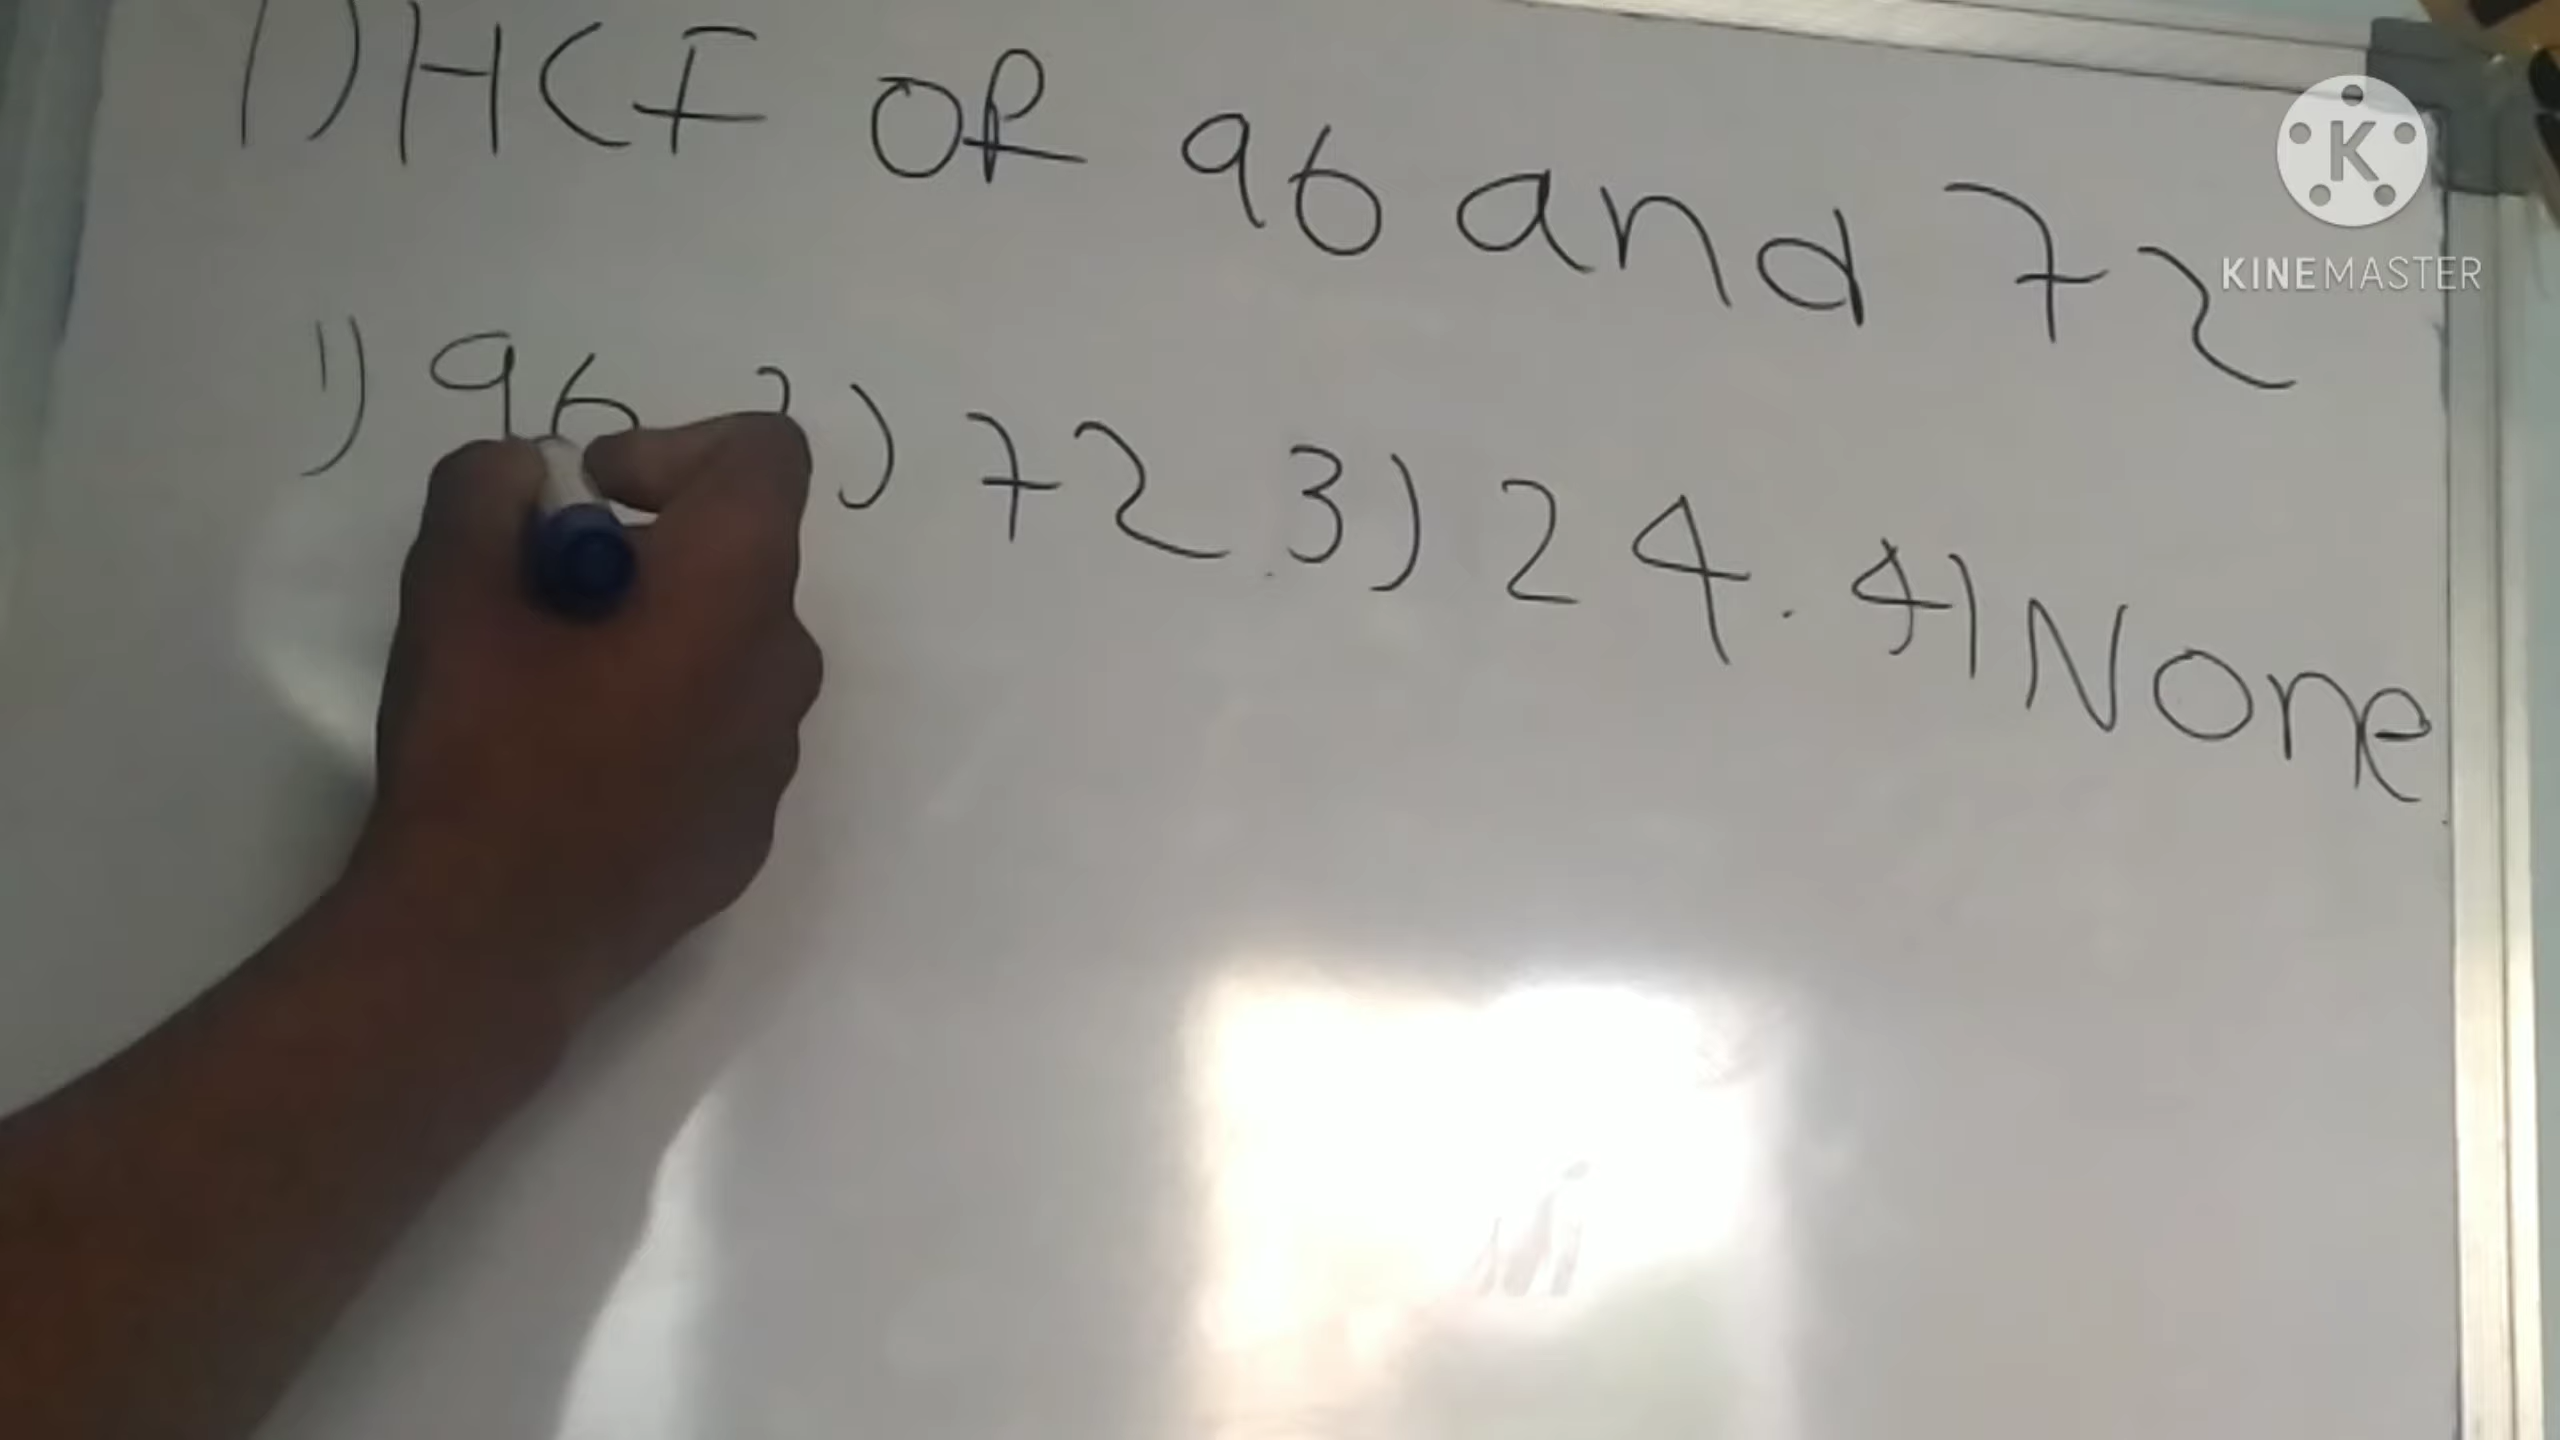 1) HCF OF 96 and 72
1) 96 2) 72 3) 24. 4) None
K
KINEMASTER